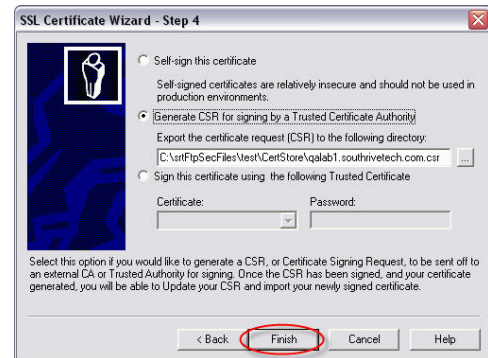 SSL Certificate Wizard - Step 4
Self-sign this certificate
Self-signed certificates are relatively insecure and should not be used in
production environments.
Generate CSR for signing by a Trusted Certificate Authority
Export the certificate request (CSR) to the following directory:
C:\srtFtpSecFiles\test\CertStore\qalab1.southrivetech.com.csr ...
Sign this certificate using the following Trusted Certificate
Certificate: Password:
Select this option if you would like to generate a CSR, or Certificate Signing Request, to be sent off to
an external CA or Trusted Authority for signing. Once the CSR has been signed, and your certificate
generated, you will be able to Update your CSR and import your newly signed certificate.
< Back Finish Cancel Help